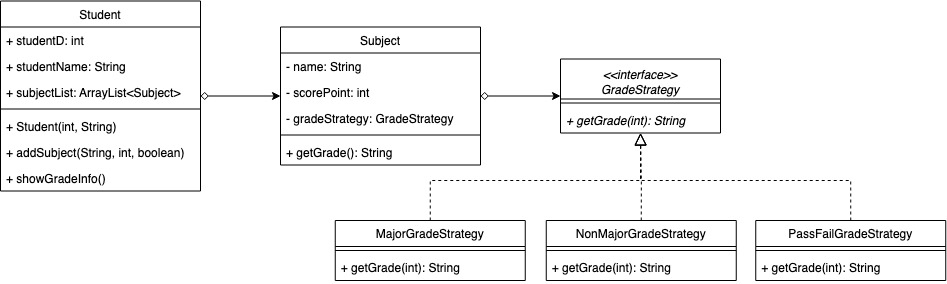 Student
+ studentD: int
+ studentName: String
+ subjectList: ArrayList<Subject>
+ Student(int, String)
+ addSubject(String, int, boolean)
+ showGradeInfo()
Subject
- name: String
- scorePoint: int
- gradeStrategy: GradeStrategy
+ getGrade(): String
<<interface>>
GradeStrategy
+ getGrade(int): String
MajorGradeStrategy
+ getGrade(int): String
NonMajorGradeStrategy
+ getGrade(int): String
PassFailGradeStrategy
+ getGrade(int): String